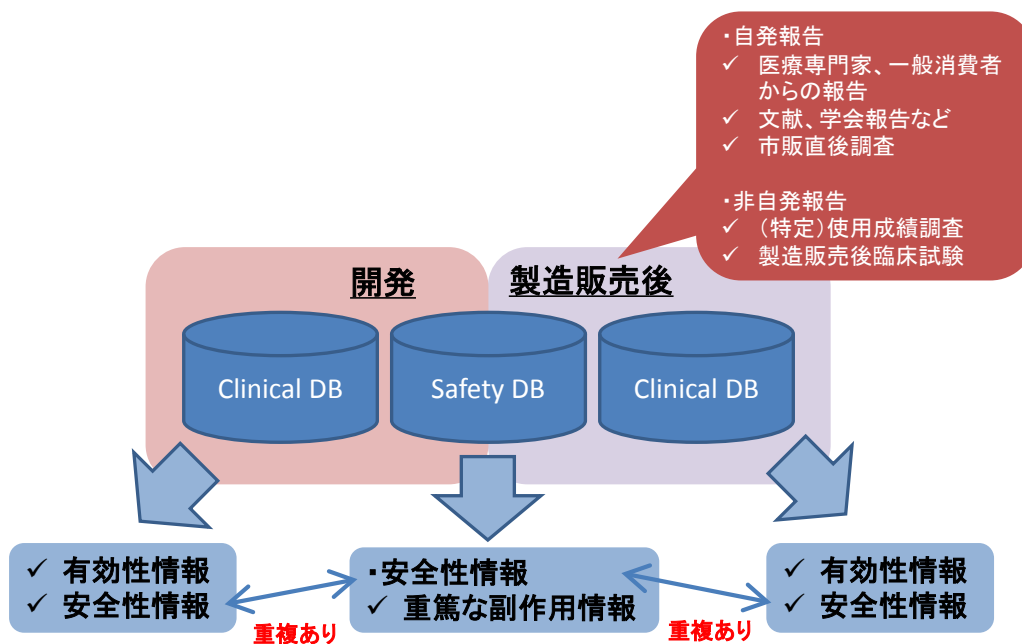 ・自発報告
✓ 医療専門家、一般消費者
からの報告
✓ 文献、学会報告など
✓ 市販直後調査
・非自発報告
✓ (特定)使用成績調査
✓ 製造販売後臨床試験
開発
製造販売後
Clinical DB
Safety DB
Clinical DB
✓ 有効性情報
✓ 安全性情報
重複あり
・安全性情報
✓ 重篤な副作用情報
重複あり
✓ 有効性情報
✓ 安全性情報